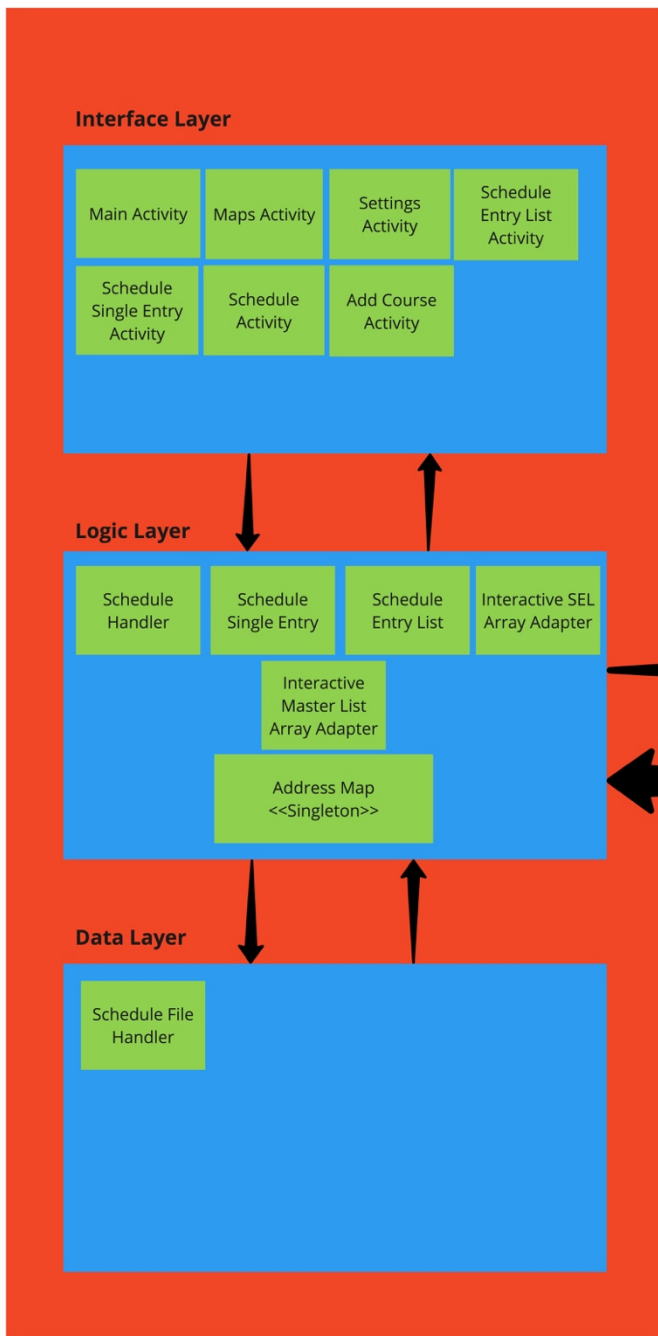 Interface Layer
Main Activity
Maps Activity
Settings
Activity
Schedule
Entry List
Activity
Schedule
Single Entry
Activity
Schedule
Activity
Add Course
Activity
Logic Layer
Schedule
Handler
Schedule
Single Entry
Schedule
Entry List
Interactive SEL
Array Adapter
Interactive
Master List
Array Adapter
Address Map
<<Singleton>>
Data Layer
Schedule File
Handler